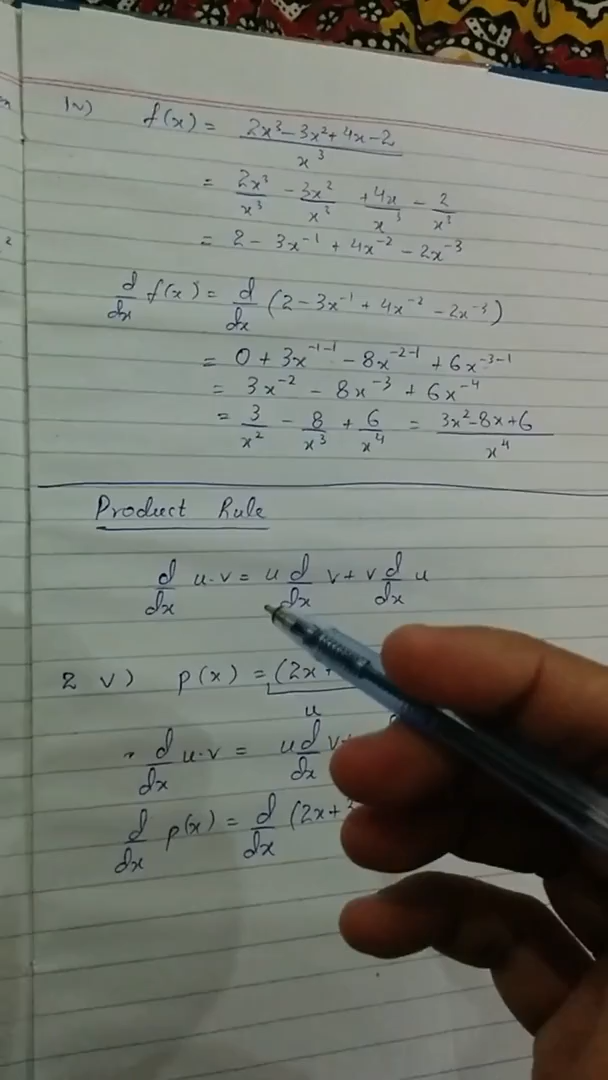 iv) f(x) = 2x³-3x²+4x-2 / x³
= 2x³/x³ - 3x²/x³ + 4x/x³ - 2/x³
= 2 - 3x⁻¹ + 4x⁻² - 2x⁻³
d/dx f(x) = d/dx (2 - 3x⁻¹ + 4x⁻² - 2x⁻³)
= 0 + 3x⁻¹⁻¹ - 8x⁻²⁻¹ + 6x⁻³⁻¹
= 3x⁻² - 8x⁻³ + 6x⁻⁴
= 3/x² - 8/x³ + 6/x⁴ = 3x²-8x+6 / x⁴
Product Rule
d/dx u·v = u d/dx v + v d/dx u
2 v) p(x) = (2x+
u
d/dx u·v = u d/dx v+
d/dx p(x) = d/dx (2x+